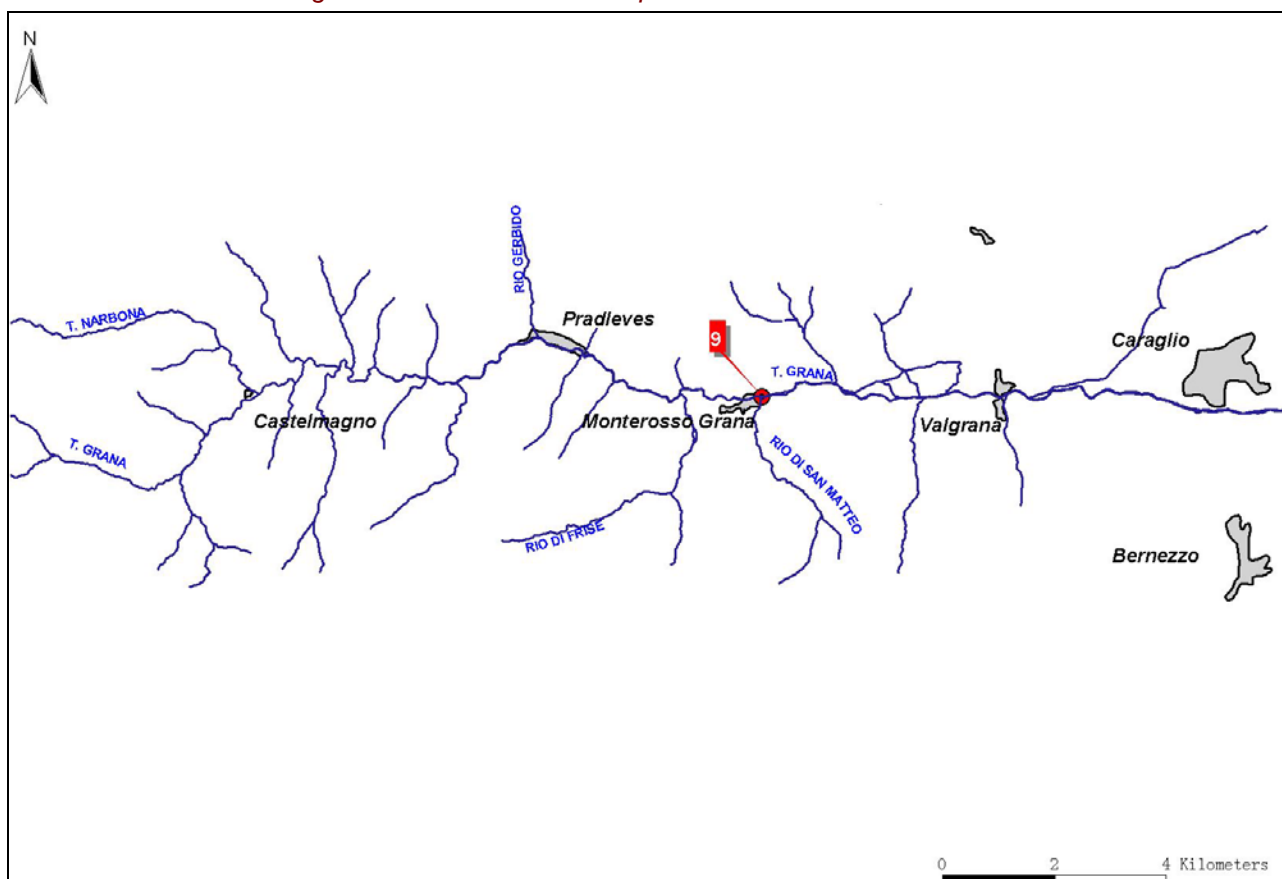 N
RIO GERBIDO
Pradleves
T. NARBONA
Caraglio
9
T. GRANA
Castelmagno
Monterosso Grana
Valgrana
T. GRANA
RIO DI SAN MATTEO
RIO DI FRISE
Bernezzo
0 2 4 Kilometers